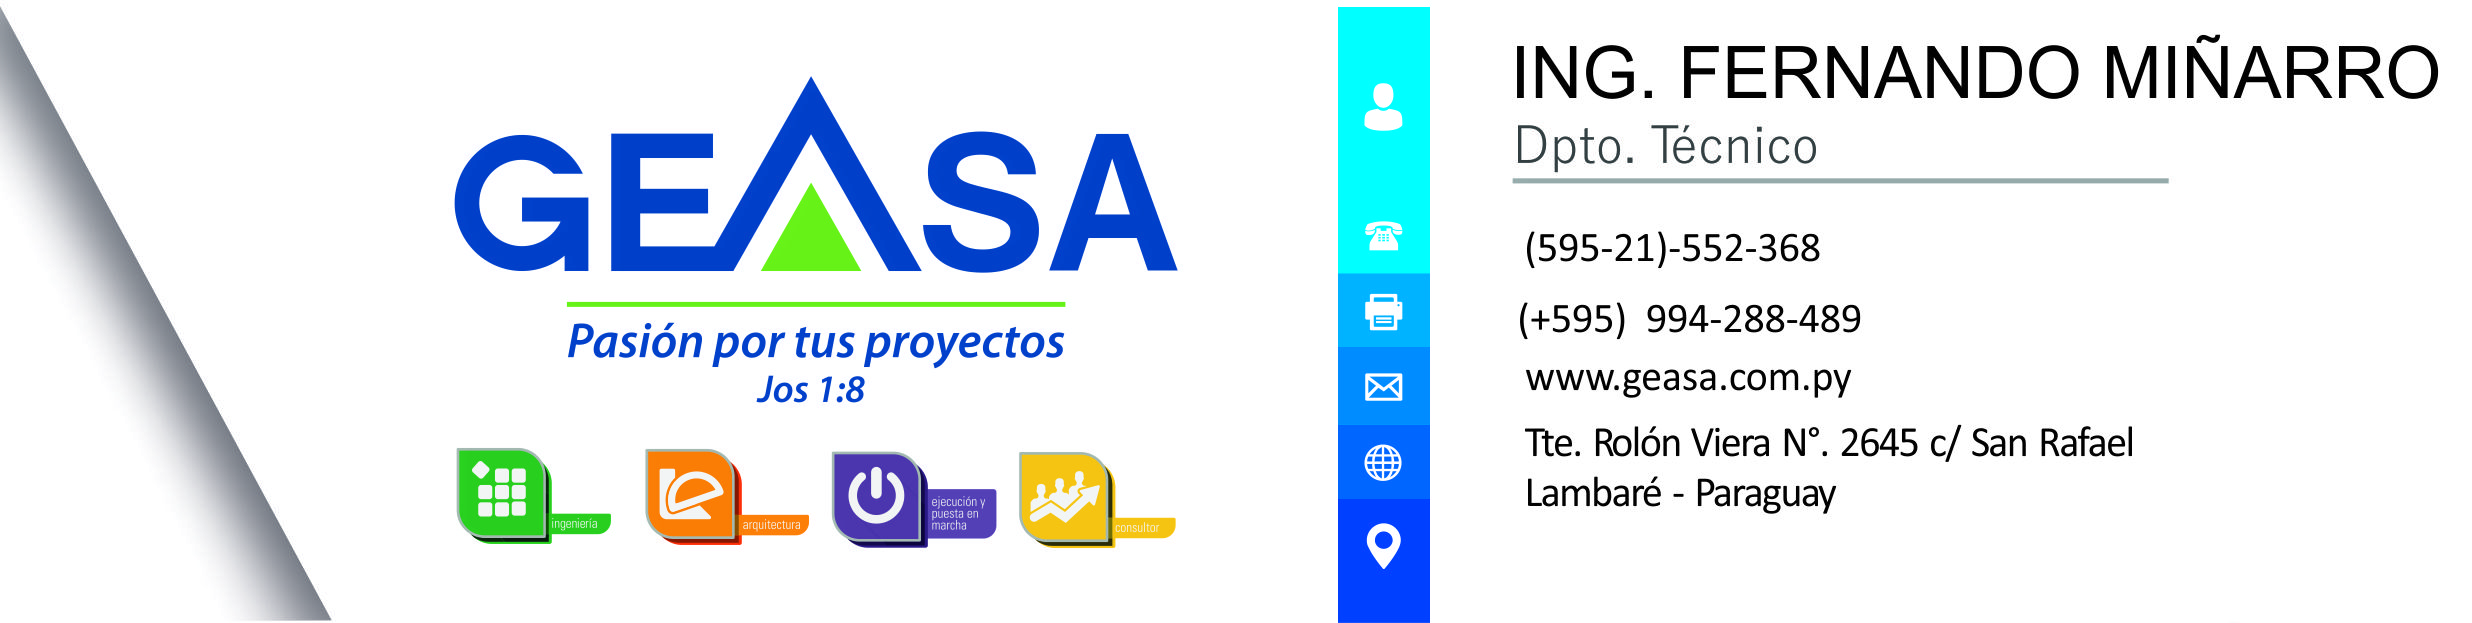 GEASA
Pasión por tus proyectos
Jos 1:8
ingeniería
arquitectura
ejecución y
puesta en
marcha
consultor
ING. FERNANDO MIÑARRO
Dpto. Técnico
(595-21)-552-368
(+595) 994-288-489
www.geasa.com.py
Tte. Rolón Viera N°. 2645 c/ San Rafael
Lambaré - Paraguay